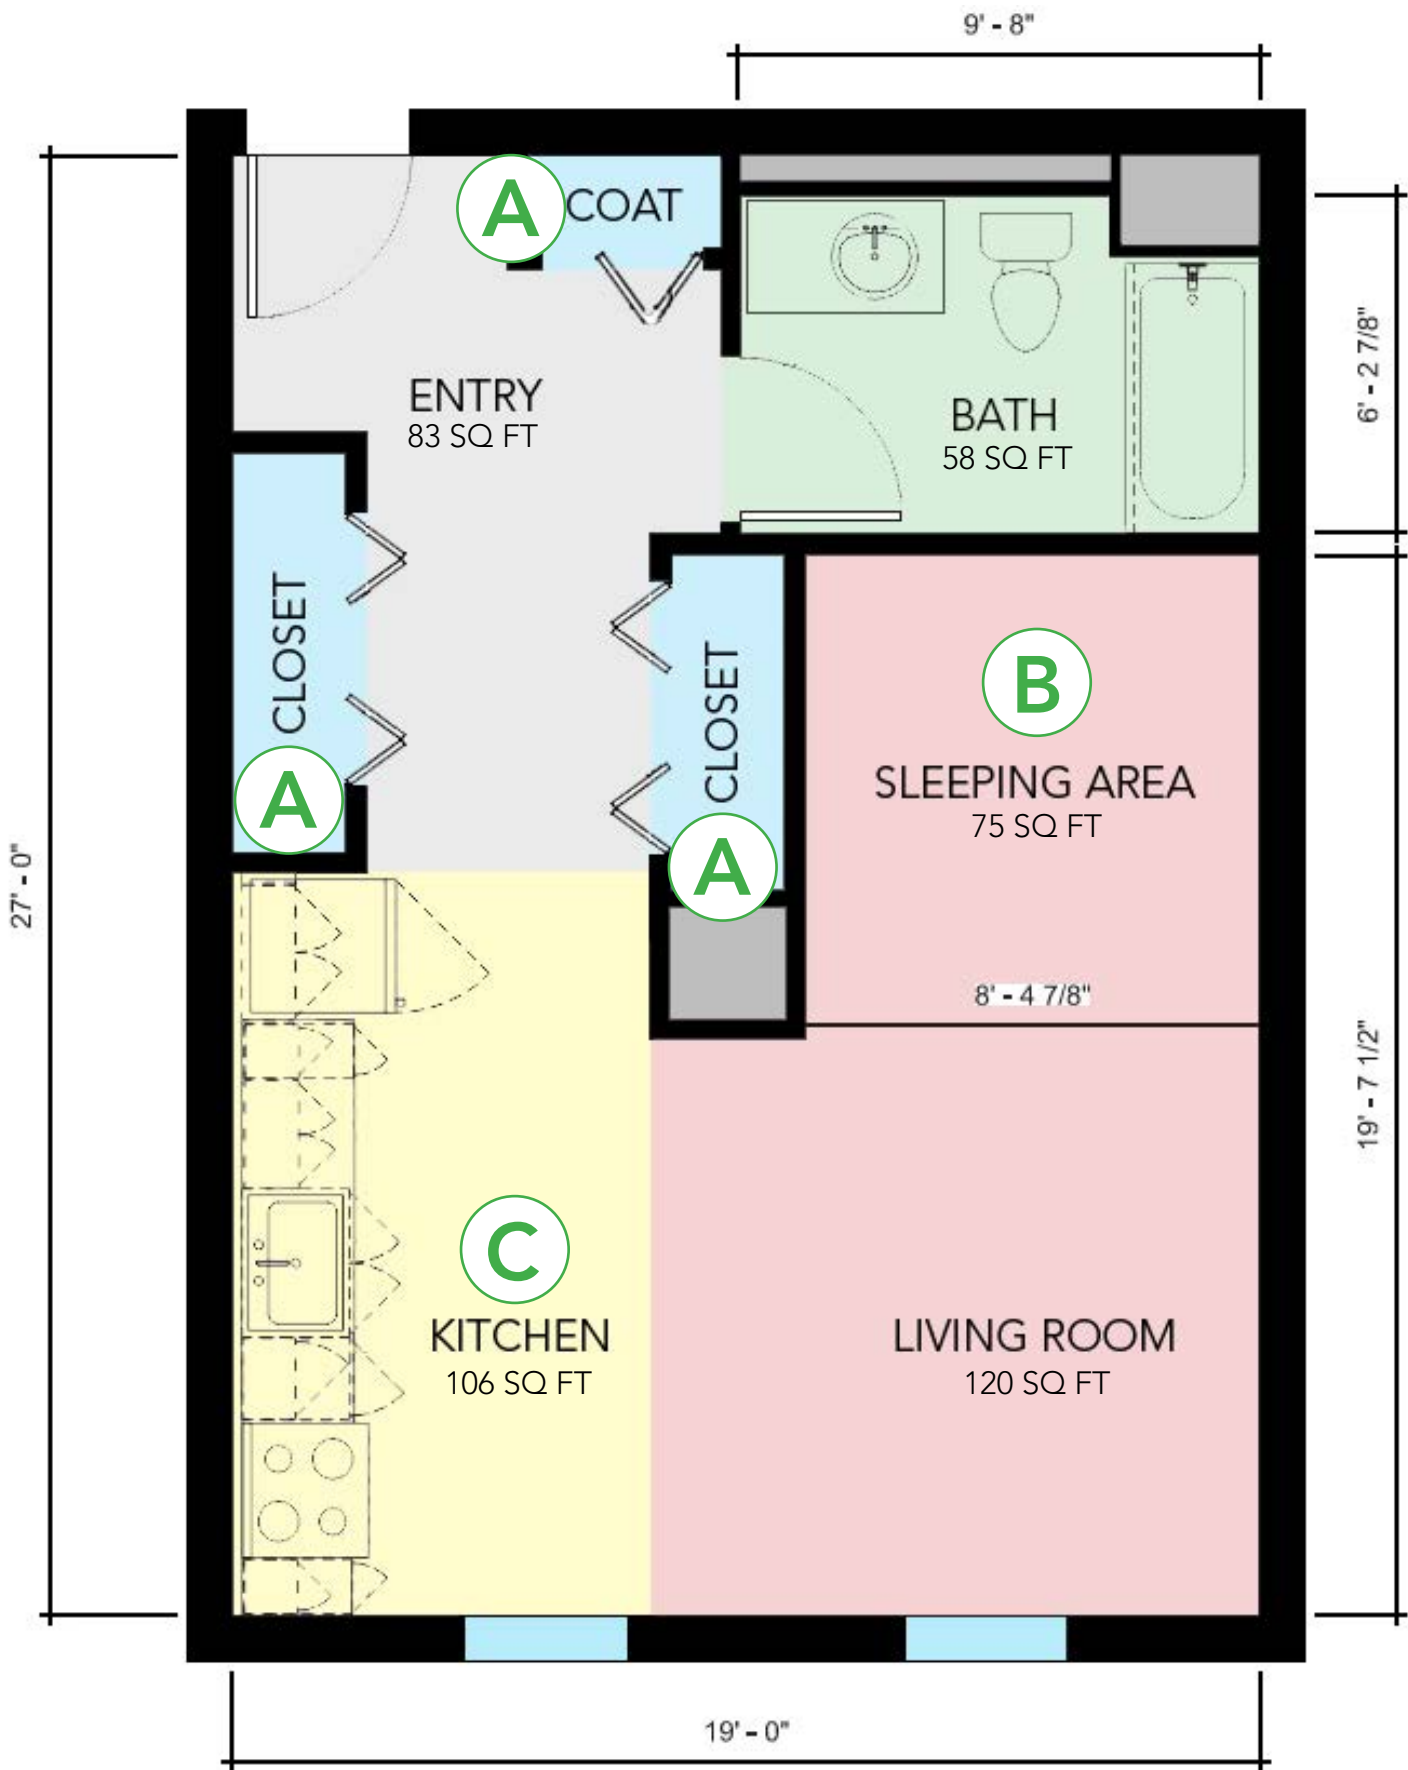 9' - 8"
A
COAT
6' - 2 7/8"
ENTRY
83 SQ FT
BATH
58 SQ FT
CLOSET
A
CLOSET
A
B
SLEEPING AREA
75 SQ FT
27' - 0"
8' - 4 7/8"
19' - 7 1/2"
C
KITCHEN
106 SQ FT
LIVING ROOM
120 SQ FT
19' - 0"